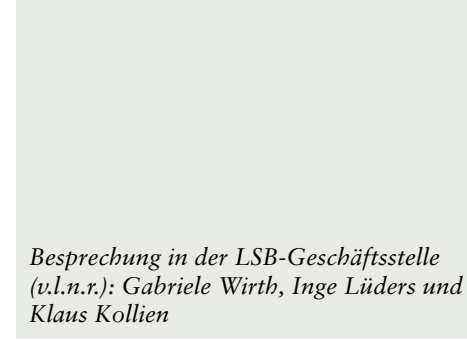 Besprechung in der LSB-Geschäftsstelle
(v.l.n.r.): Gabriele Wirth, Inge Lüders und
Klaus Kollien